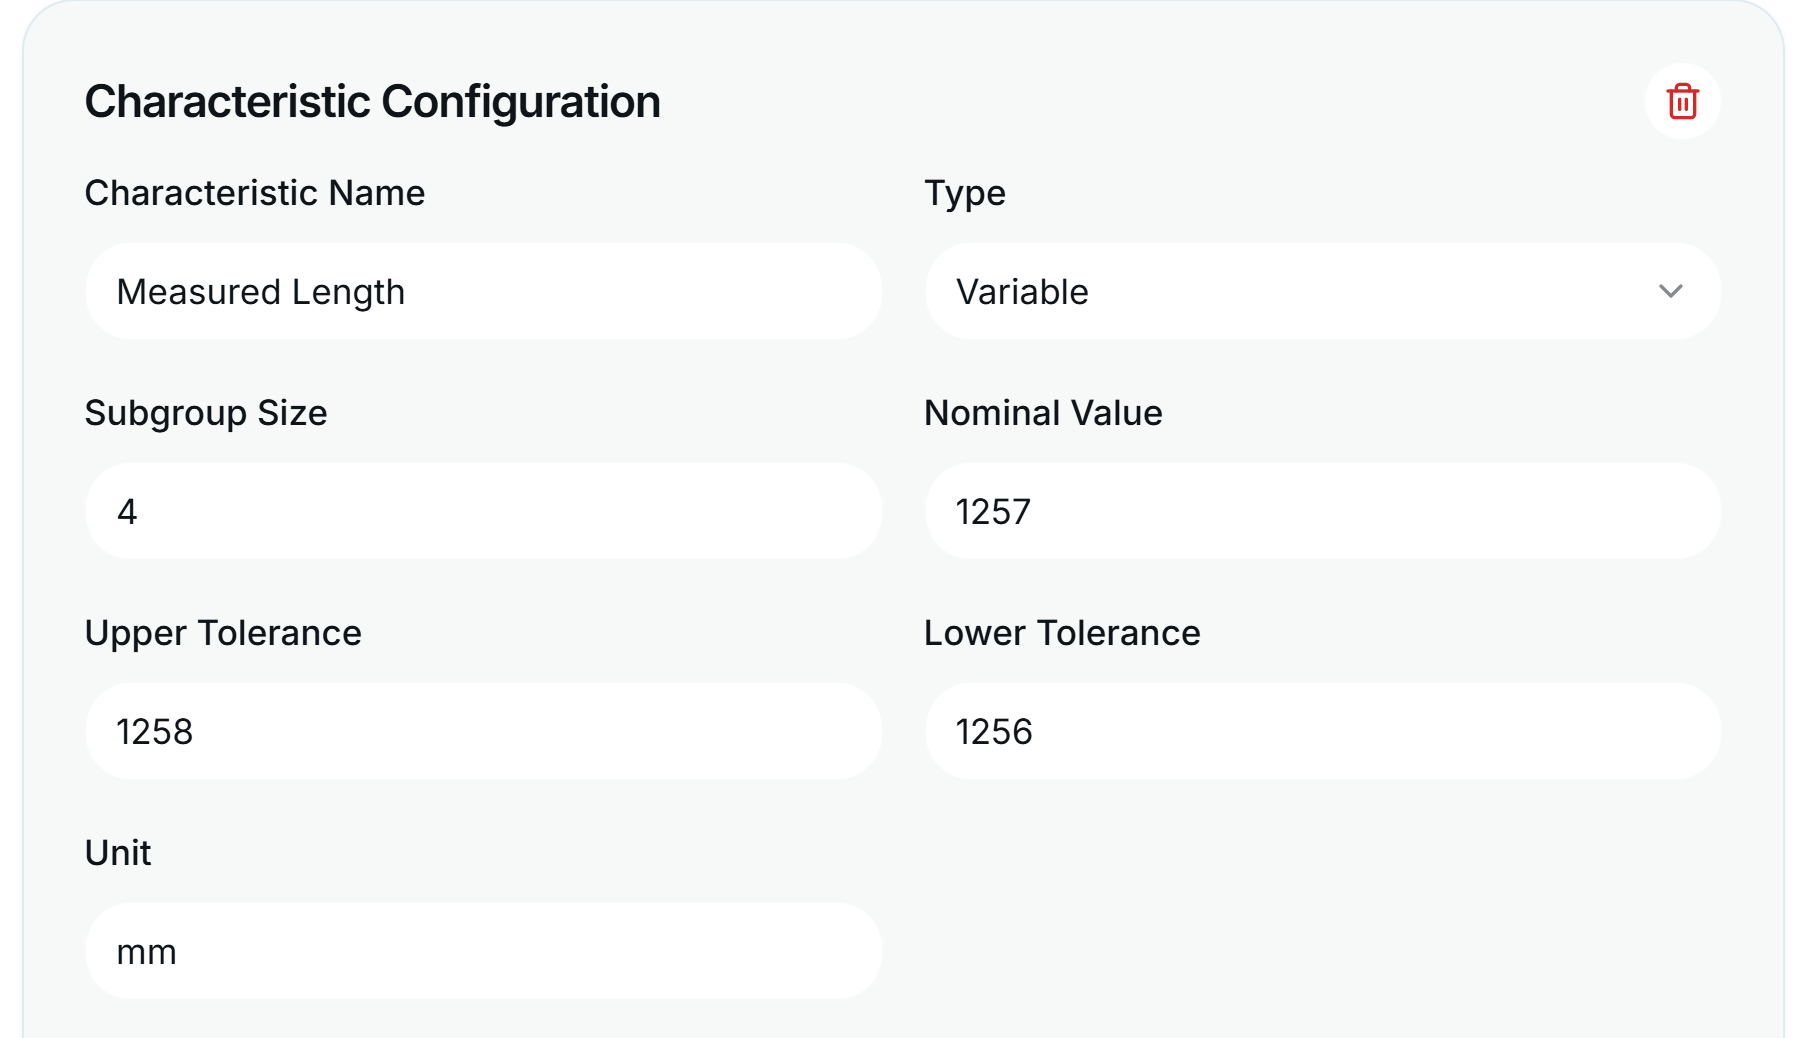 Characteristic Configuration
Characteristic Name
Type
Measured Length
Variable
Subgroup Size
Nominal Value
4
1257
Upper Tolerance
Lower Tolerance
1258
1256
Unit
mm